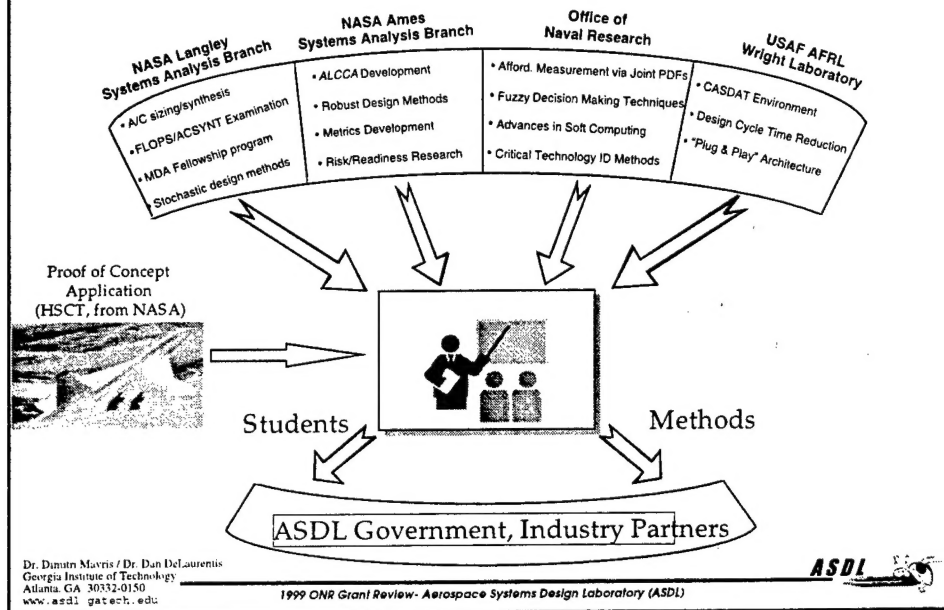 NASA Langley
Systems Analysis Branch
• A/C sizing/synthesis
• FLOPS/ACSYNT Examination
• MDA Fellowship program
• Stochastic design methods
NASA Ames
Systems Analysis Branch
• ALCCA Development
• Robust Design Methods
• Metrics Development
• Risk/Readiness Research
Office of
Naval Research
• Afford. Measurement via Joint PDFs
• Fuzzy Decision Making Techniques
• Advances in Soft Computing
• Critical Technology ID Methods
USAF AFRL
Wright Laboratory
• CASDAT Environment
• Design Cycle Time Reduction
• "Plug & Play" Architecture
Proof of Concept
Application
(HSCT, from NASA)
Students
Methods
ASDL Government, Industry Partners
Dr. Dimitri Mavris / Dr. Dan DeLaurentis
Georgia Institute of Technology
Atlanta, GA 30332-0150
www.asdl.gatech.edu
1999 ONR Grant Review- Aerospace Systems Design Laboratory (ASDL)
ASDL